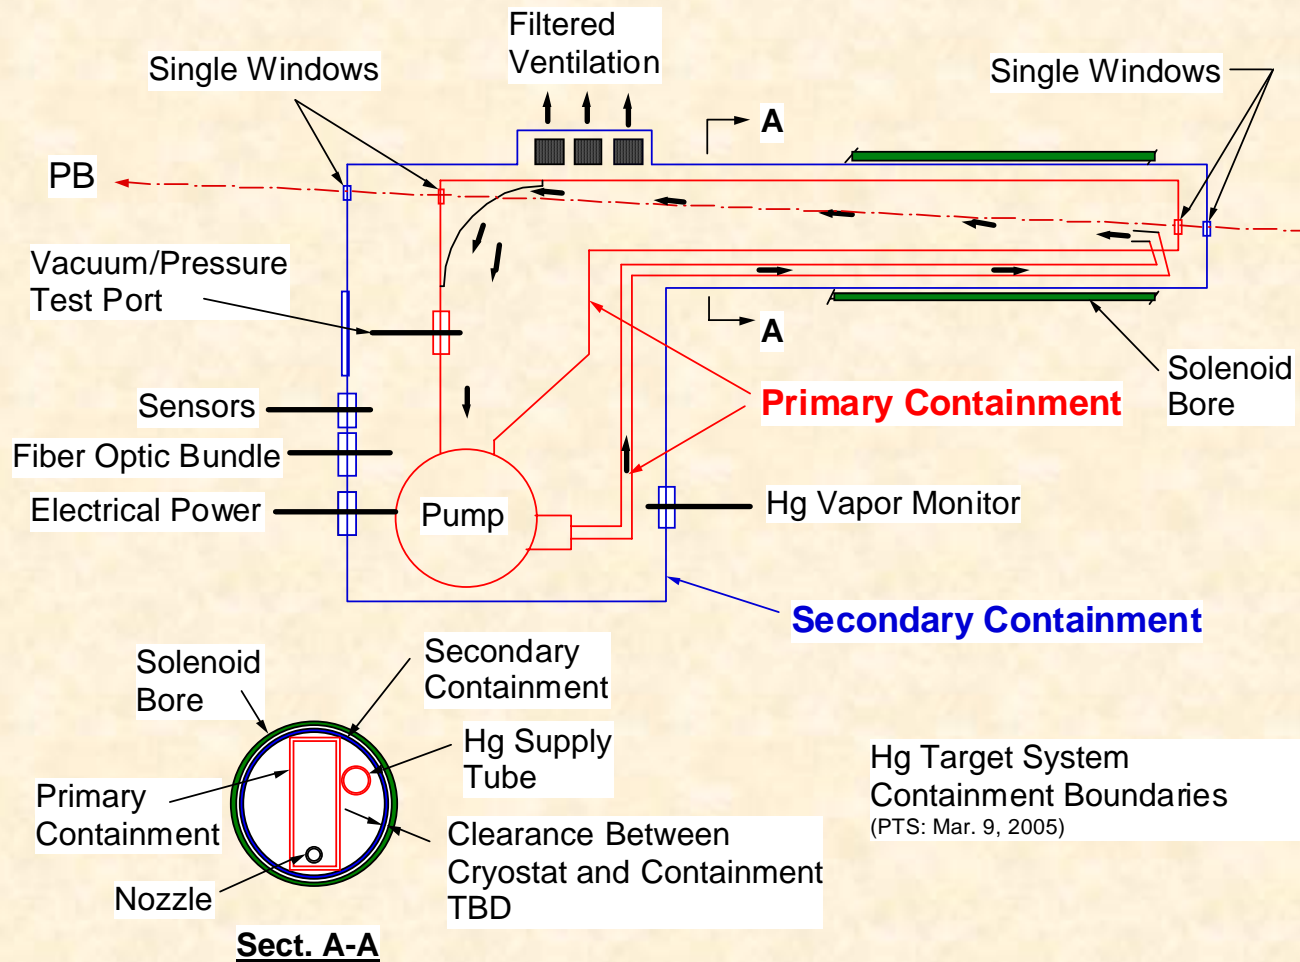 Filtered
Ventilation
Single Windows
Single Windows
A
PB
Vacuum/Pressure
Test Port
A
Solenoid
Bore
Primary Containment
Sensors
Fiber Optic Bundle
Electrical Power
Pump
Hg Vapor Monitor
Secondary Containment
Solenoid
Bore
Secondary
Containment
Hg Supply
Tube
Primary
Containment
Clearance Between
Cryostat and Containment
TBD
Nozzle
Sect. A-A
Hg Target System
Containment Boundaries
(PTS: Mar. 9, 2005)